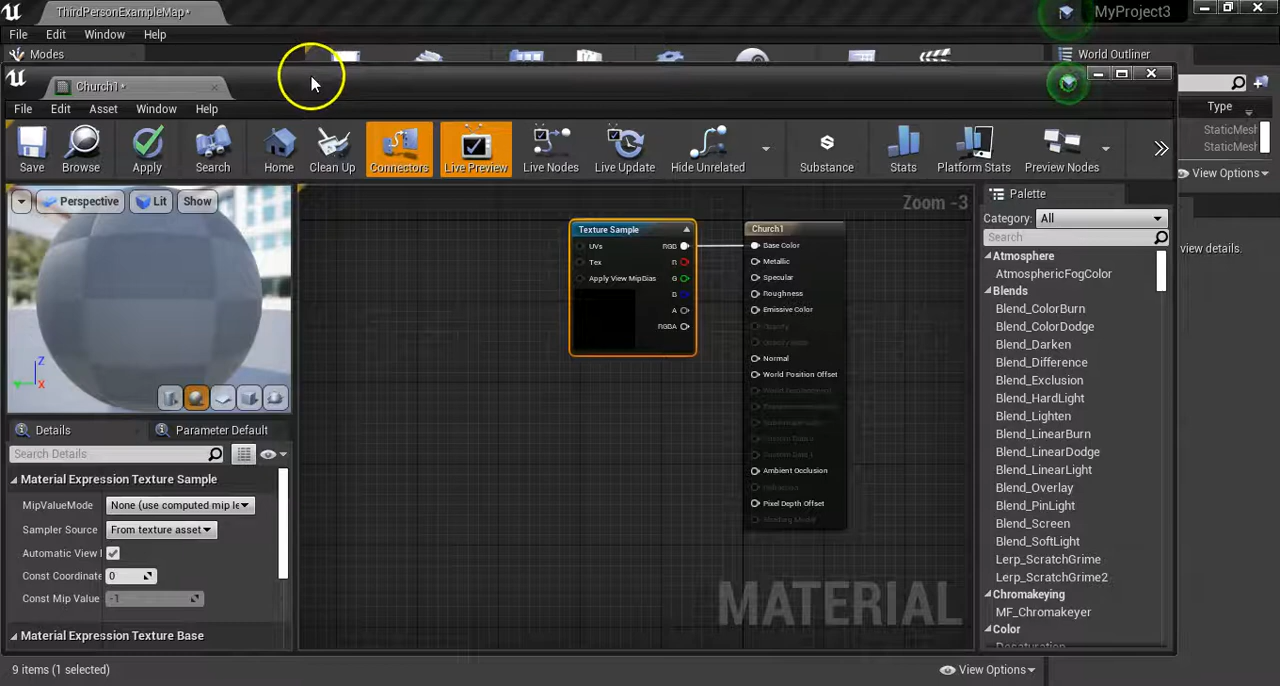 ThirdPersonExampleMap*
MyProject3
File Edit Window Help
Modes
World Outliner
Church1*
Type
File Edit Asset Window Help
StaticMesh
StaticMesh
Save Browse Apply Search Home Clean Up Connectors Live Preview Live Nodes Live Update Hide Unrelated Substance Stats Platform Stats Preview Nodes
View Options
Perspective Lit Show
Zoom -3
Palette
Category: All
Search
Texture Sample
UVs RGB
Tex R
Apply View MipBias G
B
A
RGBA
Church1
Base Color
Metallic
Specular
Roughness
Emissive Color
Normal
World Position Offset
Ambient Occlusion
Pixel Depth Offset
view details.
Atmosphere
AtmosphericFogColor
Blends
Blend_ColorBurn
Blend_ColorDodge
Blend_Darken
Blend_Difference
Blend_Exclusion
Blend_HardLight
Blend_Lighten
Blend_LinearBurn
Blend_LinearDodge
Blend_LinearLight
Blend_Overlay
Blend_PinLight
Blend_Screen
Blend_SoftLight
Lerp_ScratchGrime
Lerp_ScratchGrime2
Chromakeying
MF_Chromakeyer
Color
Z
Y X
Details Parameter Default
Search Details
Material Expression Texture Sample
MipValueMode None (use computed mip le
Sampler Source From texture asset
Automatic View
Const Coordinate 0
Const Mip Value -1
Material Expression Texture Base
MATERIAL
9 items (1 selected)
View Options